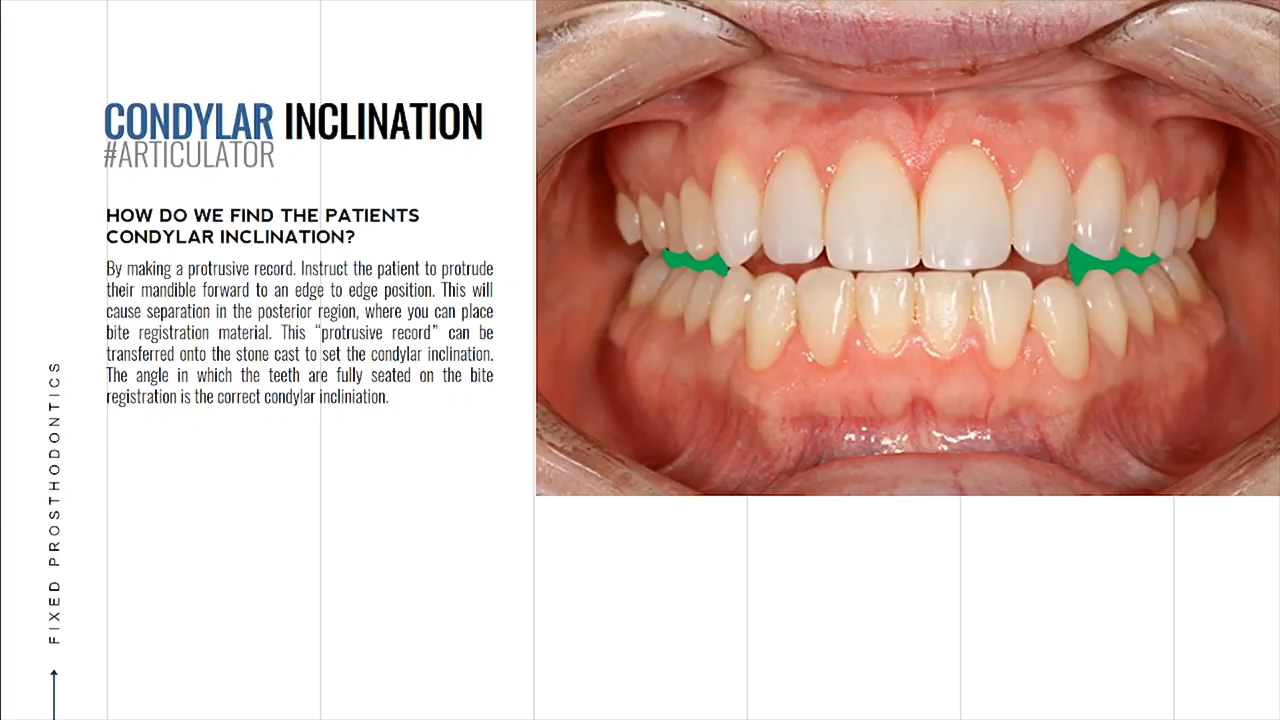 CONDYLAR INCLINATION
#ARTICULATOR
HOW DO WE FIND THE PATIENTS
CONDYLAR INCLINATION?
By making a protrusive record. Instruct the patient to protrude
their mandible forward to an edge to edge position. This will
cause separation in the posterior region, where you can place
bite registration material. This “protrusive record” can be
transferred onto the stone cast to set the condylar inclination.
The angle in which the teeth are fully seated on the bite
registration is the correct condylar incliniation.
FIXED PROSTHODONTICS